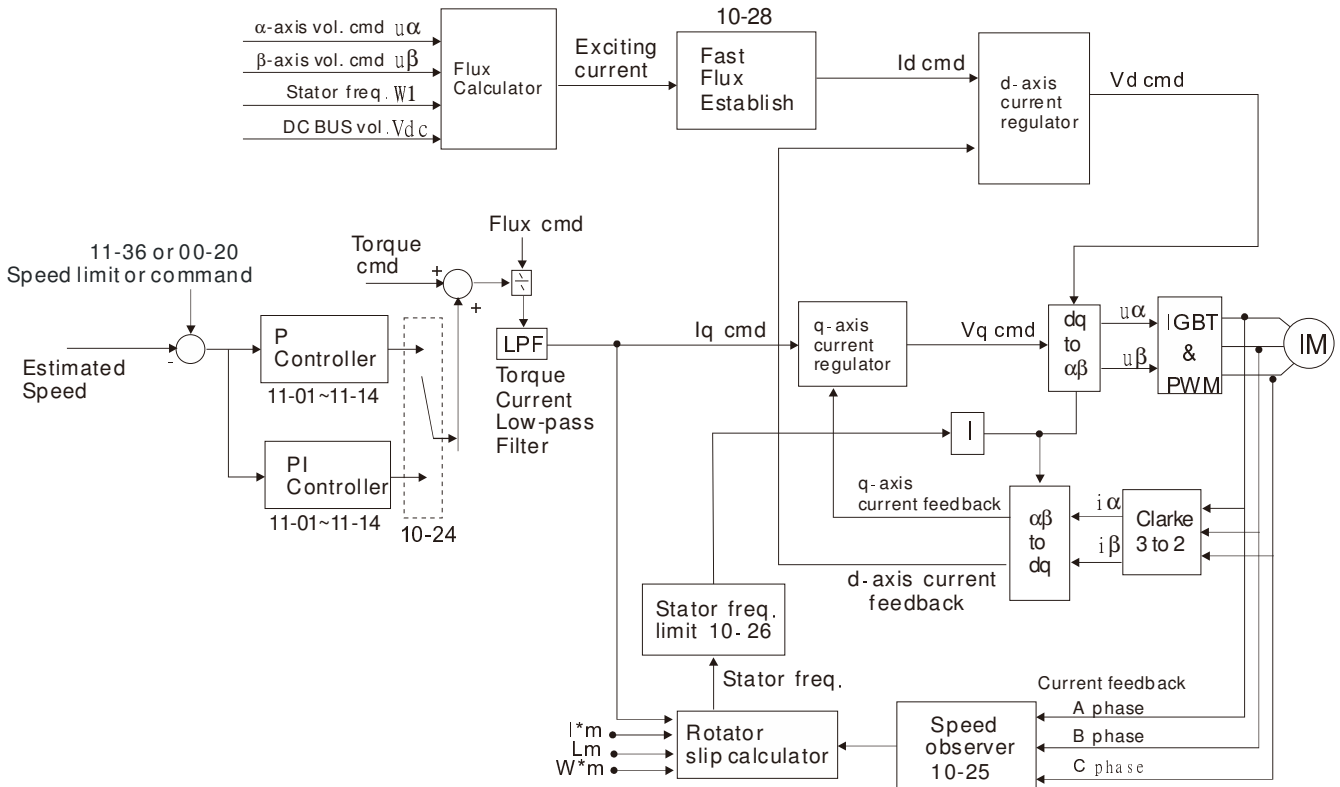 10-28
α-axis vol. cmd uα
β-axis vol. cmd uβ
Stator freq. W1
DC BUS vol. Vdc
Flux
Calculator
Exciting
current
Fast
Flux
Establish
Id cmd
d-axis
current
regulator
Vd cmd
11-36 or 00-20
Speed limit or command
Estimated
Speed
-
P
Controller
11-01~11-14
PI
Controller
11-01~11-14
10-24
Torque
cmd
+
+
Flux cmd
÷
LPF
Torque
Current
Low-pass
Filter
Iq cmd
q-axis
current
regulator
Vq cmd
dq
to
αβ
uα
uβ
IGBT
&
PWM
IM
I
q-axis
current feedback
αβ
to
dq
iα
iβ
Clarke
3 to 2
d-axis current
feedback
Stator freq.
limit 10-26
Stator freq.
I*m
Lm
W*m
Rotator
slip calculator
Speed
observer
10-25
Current feedback
A phase
B phase
C phase